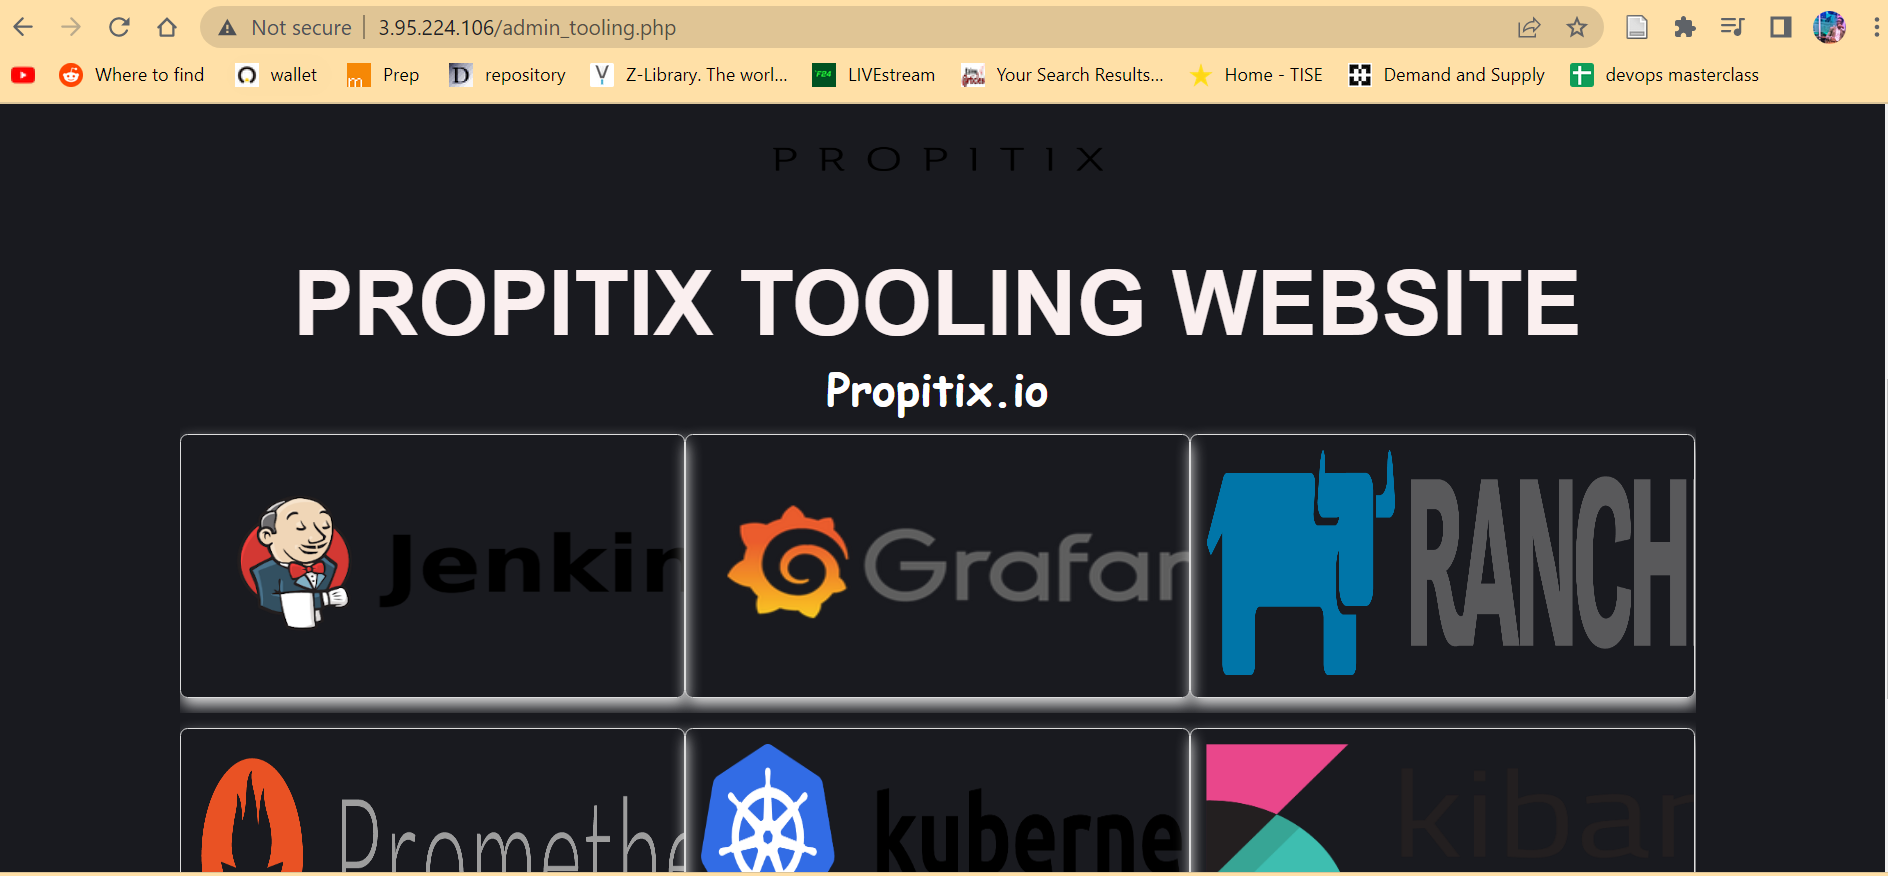 Not secure 3.95.224.106/admin_tooling.php
Where to find wallet Prep repository Z-Library. The worl... LIVEstream Your Search Results... Home - TISE Demand and Supply devops masterclass
PROPITIX
PROPITIX TOOLING WEBSITE
Propitix.io
Jenkin Grafan RANCH
Promethe kuberne kibar